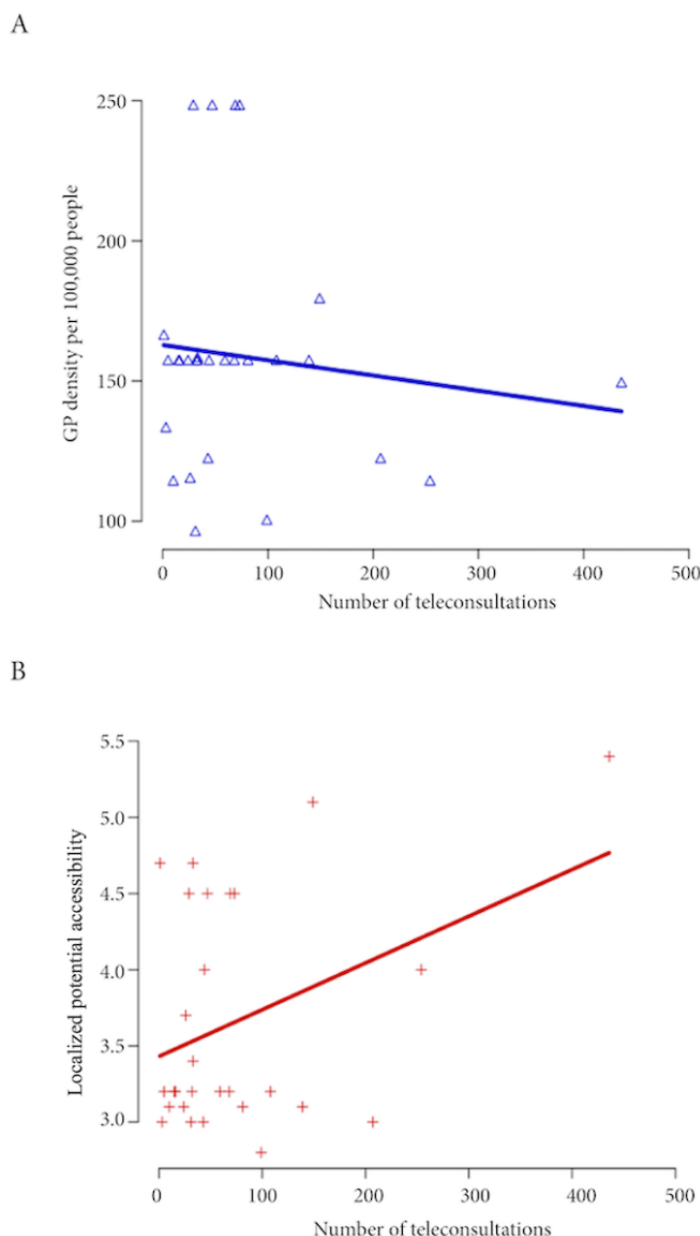 A
250
200
150
100
GP density per 100,000 people
0 100 200 300 400 500
Number of teleconsultations
B
5.5
5.0
4.5
4.0
3.5
3.0
Localized potential accessibility
0 100 200 300 400 500
Number of teleconsultations